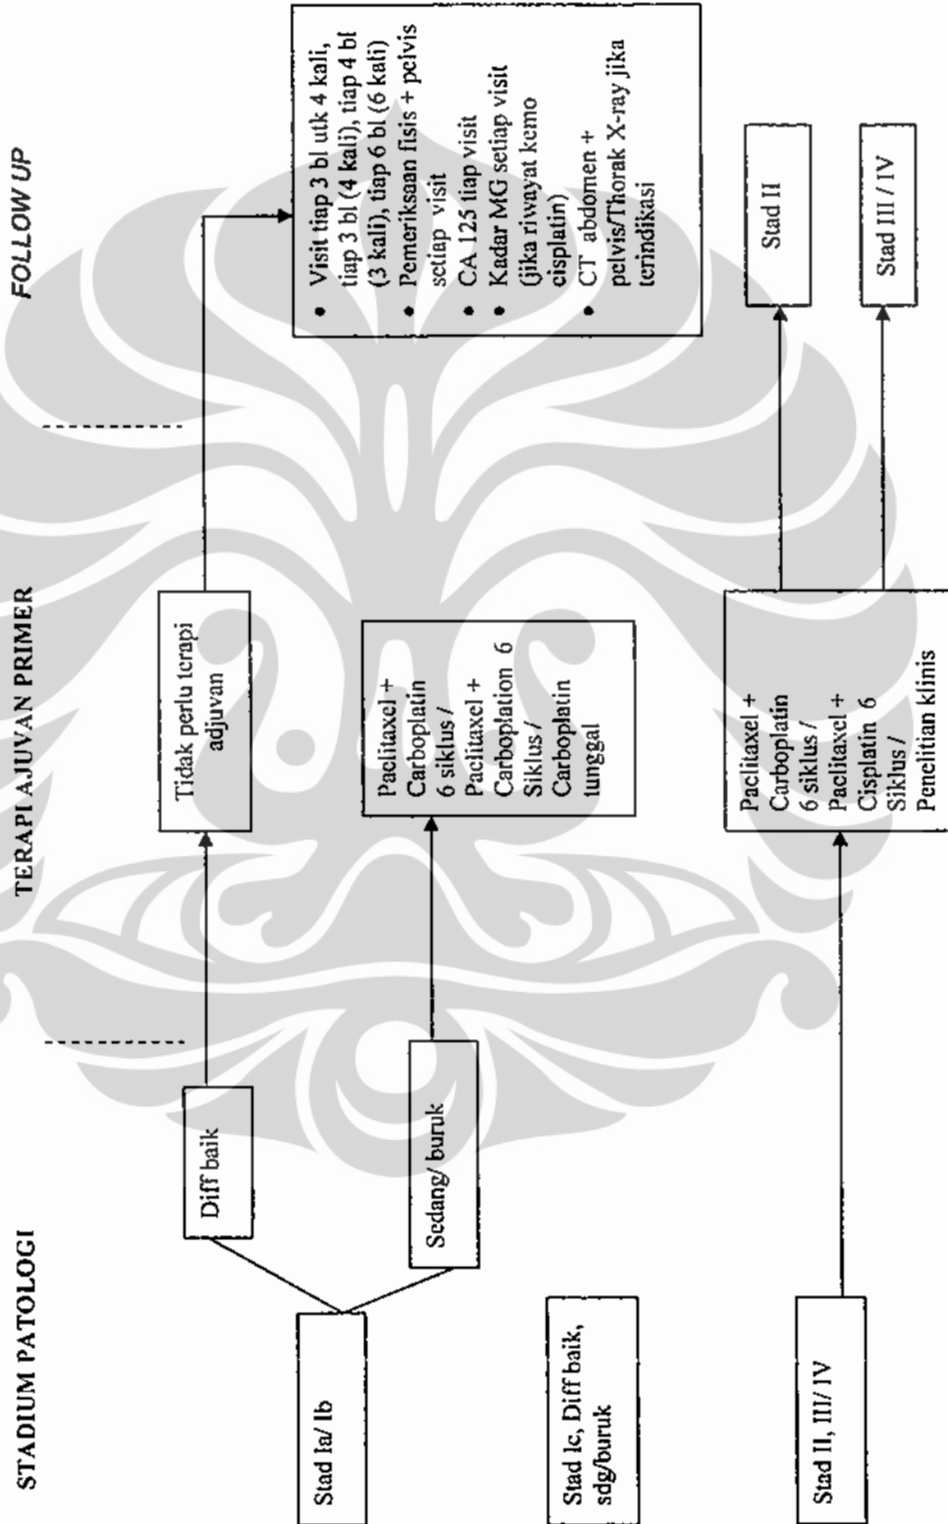 STADIUM PATOLOGI
TERAPI AJUVAN PRIMER
FOLLOW UP
Stad Ia/ Ib
Diff baik
Tidak perlu terapi
adjuvan
• Visit tiap 3 bl utk 4 kali,
tiap 3 bl (4 kali), tiap 4 bl
(3 kali), tiap 6 bl (6 kali)
• Pemeriksaan fisis + pelvis
setiap visit
• CA 125 tiap visit
• Kadar MG setiap visit
(jika riwayat kemo
cisplatin)
• CT abdomen +
pelvis/Thorak X-ray jika
terindikasi
Sedang/ buruk
Paclitaxel +
Carboplatin
6 siklus /
Paclitaxel +
Carboplation 6
Siklus /
Carboplatin
tunggal
Stad Ic, Diff baik,
sdg/buruk
Stad II, III/ IV
Paclitaxel +
Carboplatin
6 siklus /
Paclitaxel +
Cisplatin 6
Siklus /
Penelitian klinis
Stad II
Stad III / IV